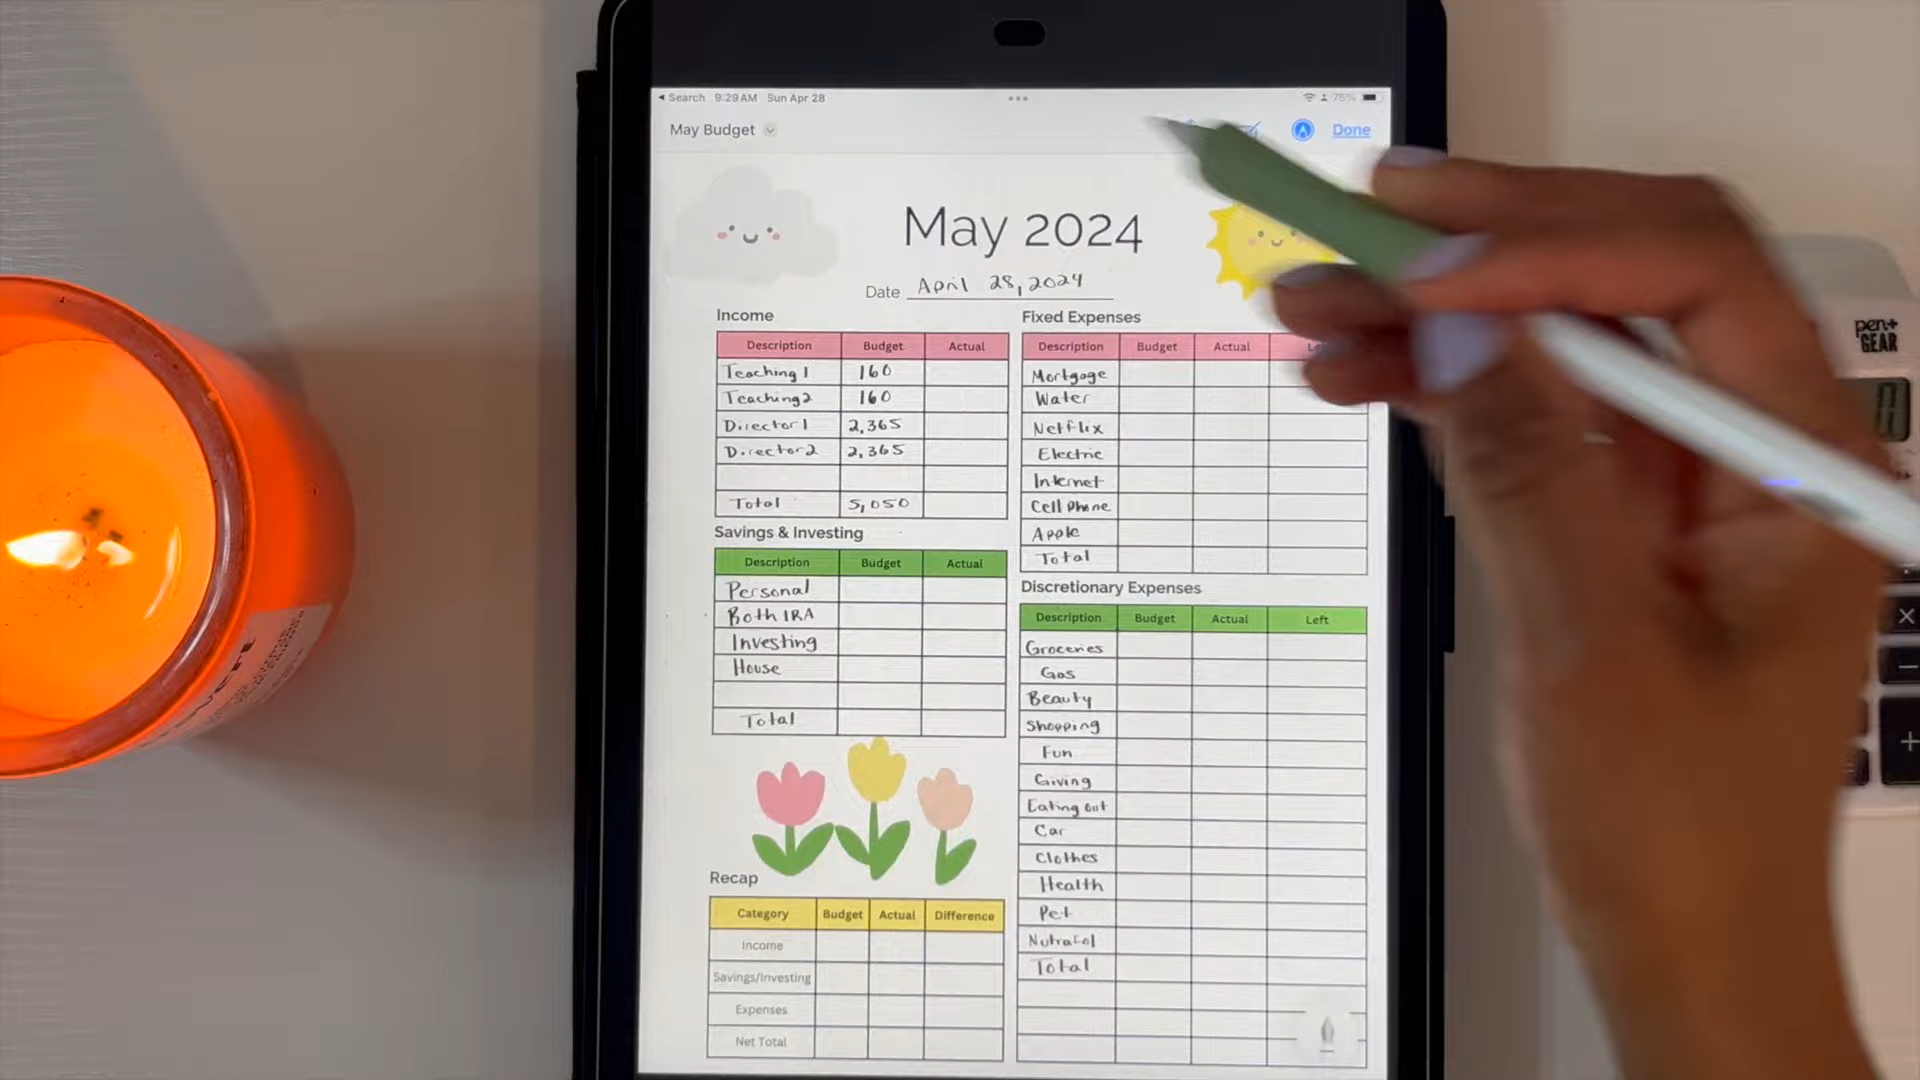 Search 9:29 AM Sun Apr 28
75%
May Budget
Done
May 2024
Date April 28, 2024
Income
Description Budget Actual
Teaching 1 160
Teaching 2 160
Director 1 2,365
Director 2 2,365
Total 5,050
Savings & Investing
Description Budget Actual
Personal
Both IRA
Investing
House
Total
Recap
Category Budget Actual Difference
Income
Savings/Investing
Expenses
Net Total
Fixed Expenses
Description Budget Actual
Mortgage
Water
Netflix
Electric
Internet
Cell Phone
Apple
Total
Discretionary Expenses
Description Budget Actual Left
Groceries
Gas
Beauty
Shopping
Fun
Giving
Eating out
Car
Clothes
Health
Pet
Nutrafol
Total
pen+
GEAR